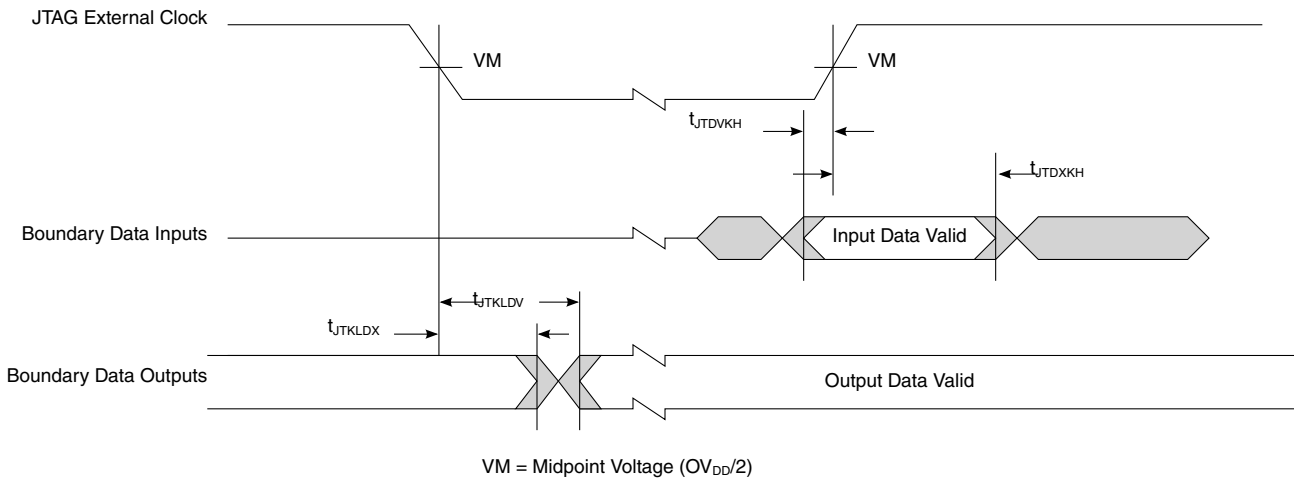 JTAG External Clock
VM
VM
tJTDVKH
tJTDXKH
Boundary Data Inputs
Input Data Valid
tJTKLDV
tJTKLDX
Boundary Data Outputs
Output Data Valid
VM = Midpoint Voltage (OVDD/2)